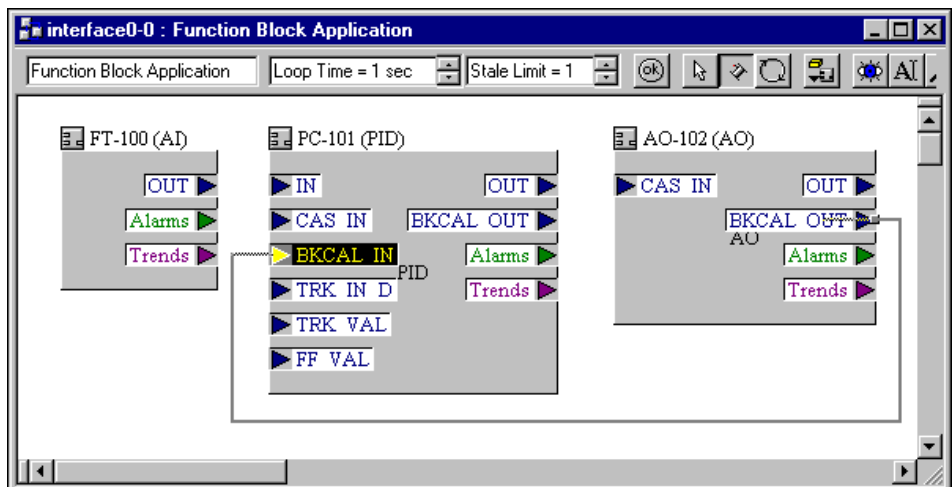 interface0-0 : Function Block Application
Function Block Application Loop Time = 1 sec Stale Limit = 1 OK AI
FT-100 (AI) PC-101 (PID) AO-102 (AO)
OUT IN OUT CAS IN OUT
Alarms CAS IN BKCAL OUT BKCAL OUT
AO
Trends BKCAL IN Alarms Alarms
PID
TRK IN D Trends Trends
TRK VAL
FF VAL